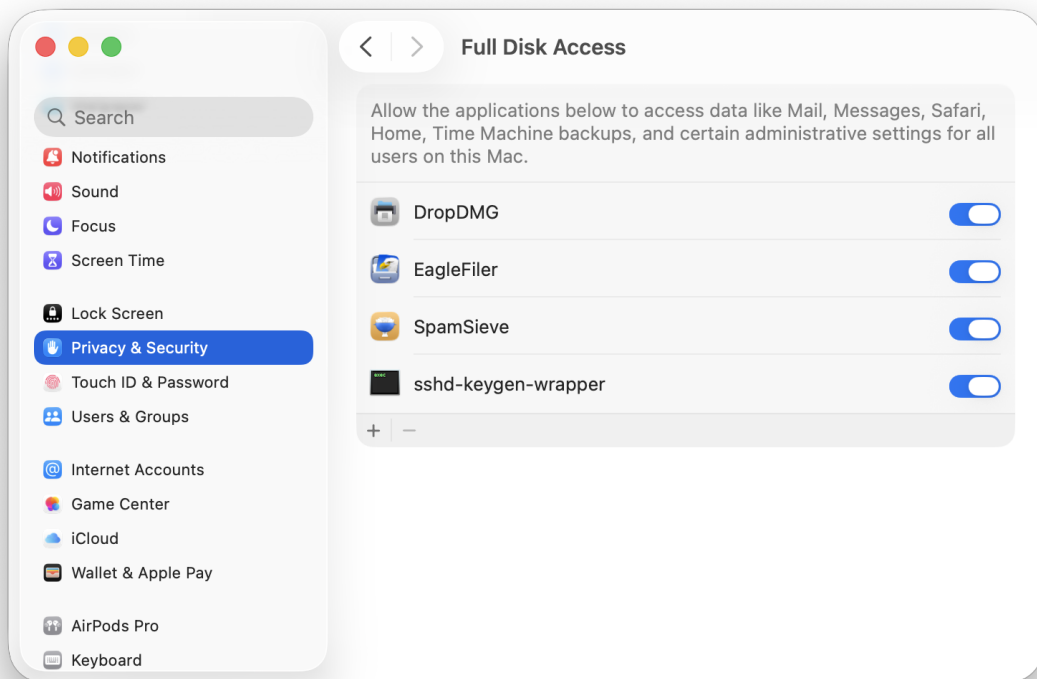 Full Disk Access
Search
Notifications
Sound
Focus
Screen Time
Lock Screen
Privacy & Security
Touch ID & Password
Users & Groups
Internet Accounts
Game Center
iCloud
Wallet & Apple Pay
AirPods Pro
Keyboard
Allow the applications below to access data like Mail, Messages, Safari,
Home, Time Machine backups, and certain administrative settings for all
users on this Mac.
DropDMG
EagleFiler
SpamSieve
exec
sshd-keygen-wrapper